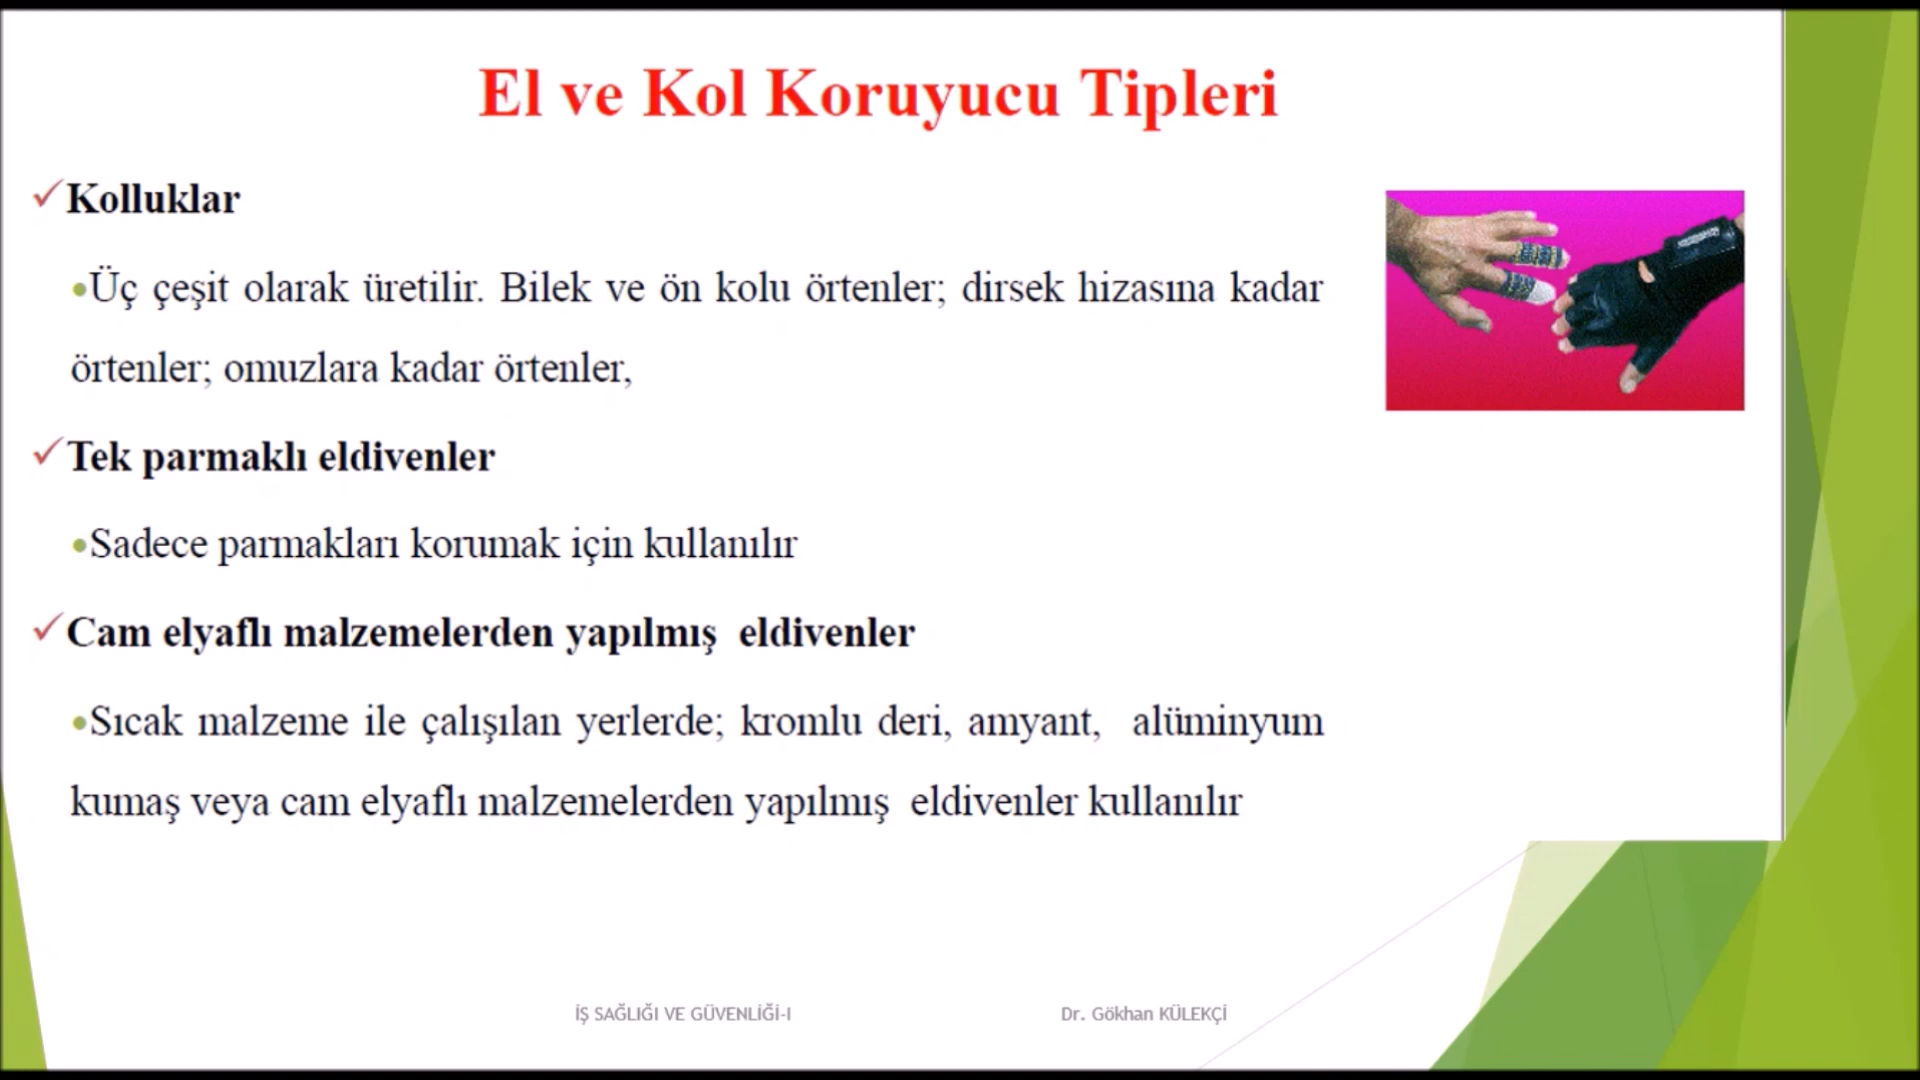 El ve Kol Koruyucu Tipleri
✓Kolluklar
•Üç çeşit olarak üretilir. Bilek ve ön kolu örtenler; dirsek hizasına kadar
örtenler; omuzlara kadar örtenler,
✓Tek parmaklı eldivenler
•Sadece parmakları korumak için kullanılır
✓Cam elyaflı malzemelerden yapılmış eldivenler
•Sıcak malzeme ile çalışılan yerlerde; kromlu deri, amyant, alüminyum
kumaş veya cam elyaflı malzemelerden yapılmış eldivenler kullanılır
İŞ SAĞLIĞI VE GÜVENLİĞİ-I
Dr. Gökhan KÜLEKÇİ